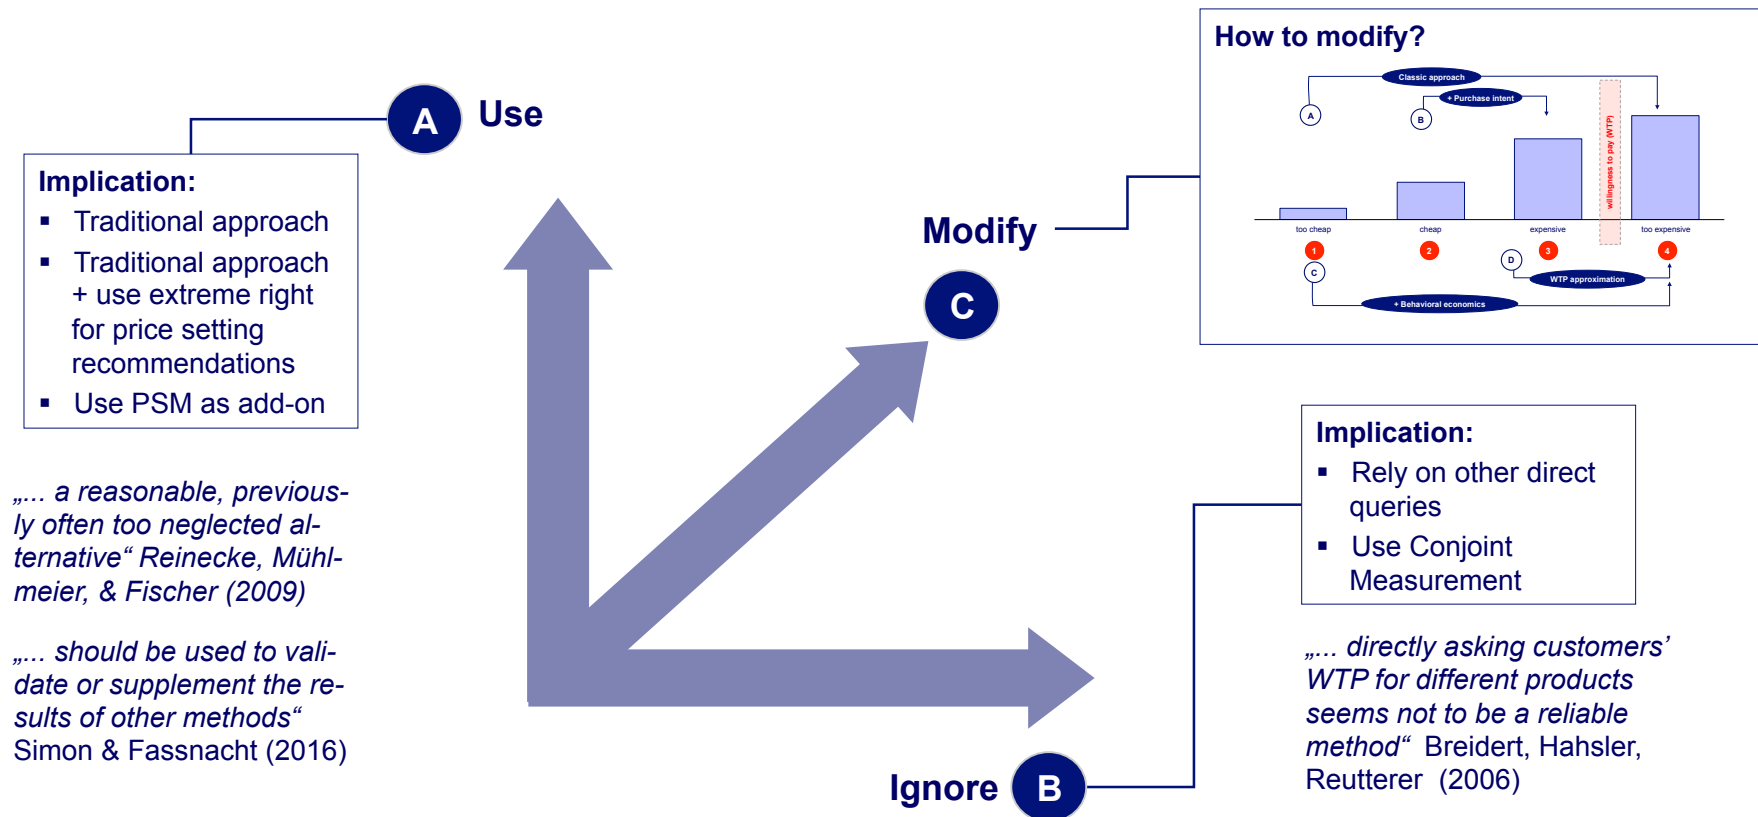 A
Use
Implication:
▪ Traditional approach
▪ Traditional approach
+ use extreme right
for price setting
recommendations
▪ Use PSM as add-on
„... a reasonable, previous-
ly often too neglected al-
ternative“ Reinecke, Mühl-
meier, & Fischer (2009)
„... should be used to vali-
date or supplement the re-
sults of other methods“
Simon & Fassnacht (2016)
Modify
C
How to modify?
Classic approach
+ Purchase intent
A
B
willingness to pay (WTP)
too cheap
cheap
expensive
too expensive
1
2
3
4
C
D
WTP approximation
+ Behavioral economics
Ignore
B
Implication:
▪ Rely on other direct
queries
▪ Use Conjoint
Measurement
„... directly asking customers’
WTP for different products
seems not to be a reliable
method“ Breidert, Hahsler,
Reutterer (2006)